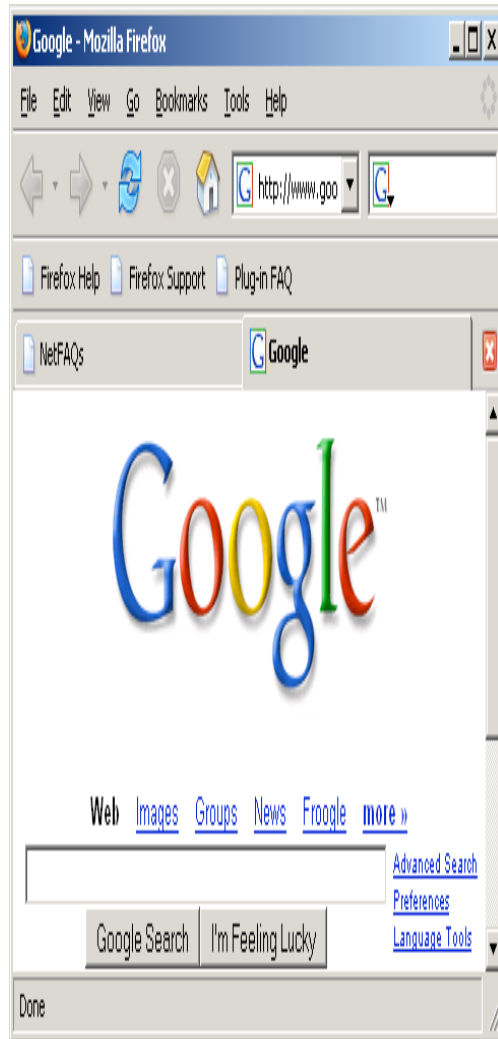 Google - Mozilla Firefox
File Edit View Go Bookmarks Tools Help
G http://www.goo G
Firefox Help Firefox Support Plug-in FAQ
NetFAQs G Google
Google™
Web Images Groups News Froogle more »
Advanced Search
Preferences
Google Search I'm Feeling Lucky Language Tools
Done